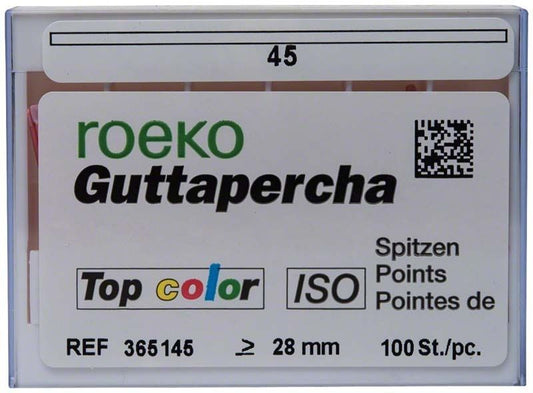 45
roeko
Guttapercha
Top color
ISO
Spitzen
Points
Pointes de
REF 365145 ≥ 28 mm 100 St./pc.